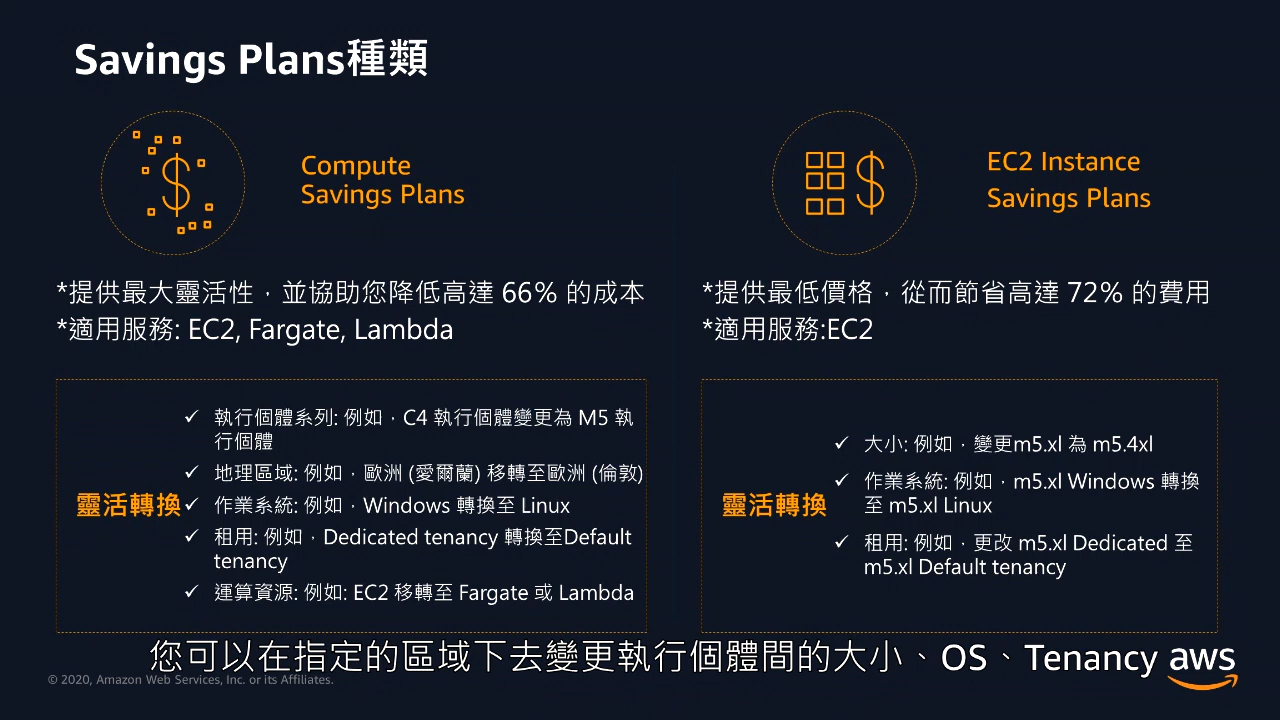 Savings Plans種類
Compute
Savings Plans
*提供最大靈活性，並協助您降低高達 66% 的成本
*適用服務: EC2, Fargate, Lambda
靈活轉換
✓ 執行個體系列: 例如，C4 執行個體變更為 M5 執
行個體
✓ 地理區域: 例如，歐洲 (愛爾蘭) 移轉至歐洲 (倫敦)
✓ 作業系統: 例如，Windows 轉換至 Linux
✓ 租用: 例如，Dedicated tenancy 轉換至Default
tenancy
✓ 運算資源: 例如: EC2 移轉至 Fargate 或 Lambda
EC2 Instance
Savings Plans
*提供最低價格，從而節省高達 72% 的費用
*適用服務:EC2
靈活轉換
✓ 大小: 例如，變更m5.xl 為 m5.4xl
✓ 作業系統: 例如，m5.xl Windows 轉換
至 m5.xl Linux
✓ 租用: 例如，更改 m5.xl Dedicated 至
m5.xl Default tenancy
您可以在指定的區域下去變更執行個體間的大小、OS、Tenancy
aws
© 2020, Amazon Web Services, Inc. or its Affiliates.